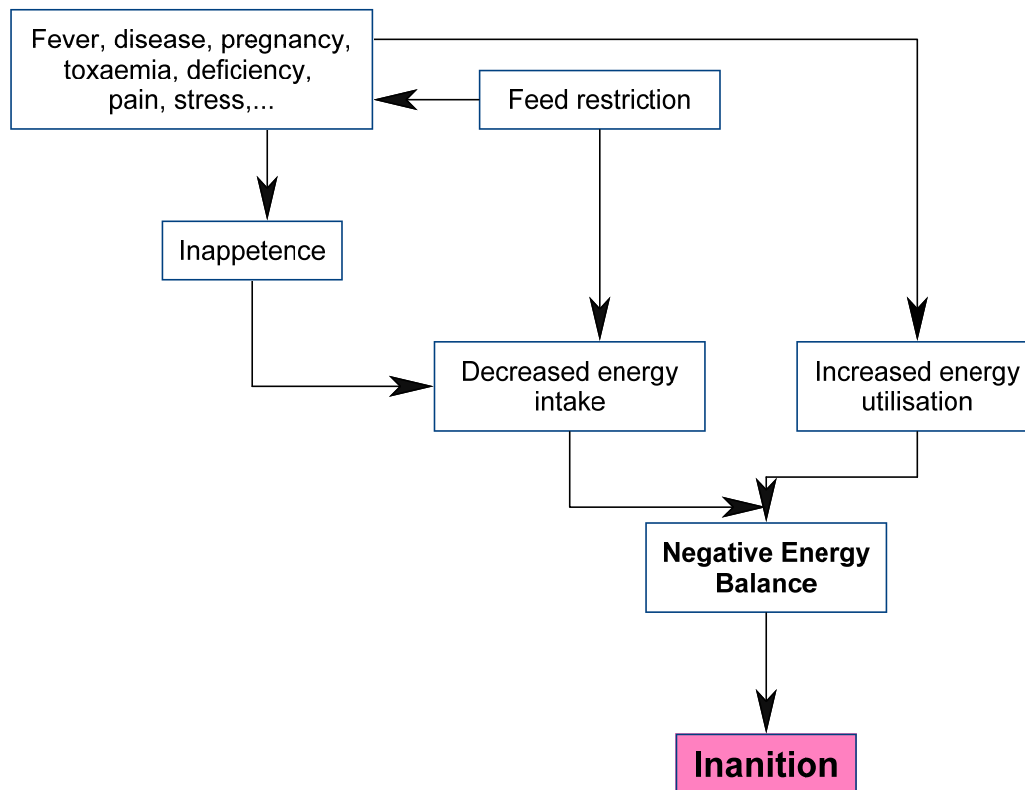 Fever, disease, pregnancy,
toxaemia, deficiency,
pain, stress,...
Feed restriction
Inappetence
Decreased energy
intake
Increased energy
utilisation
Negative Energy
Balance
Inanition